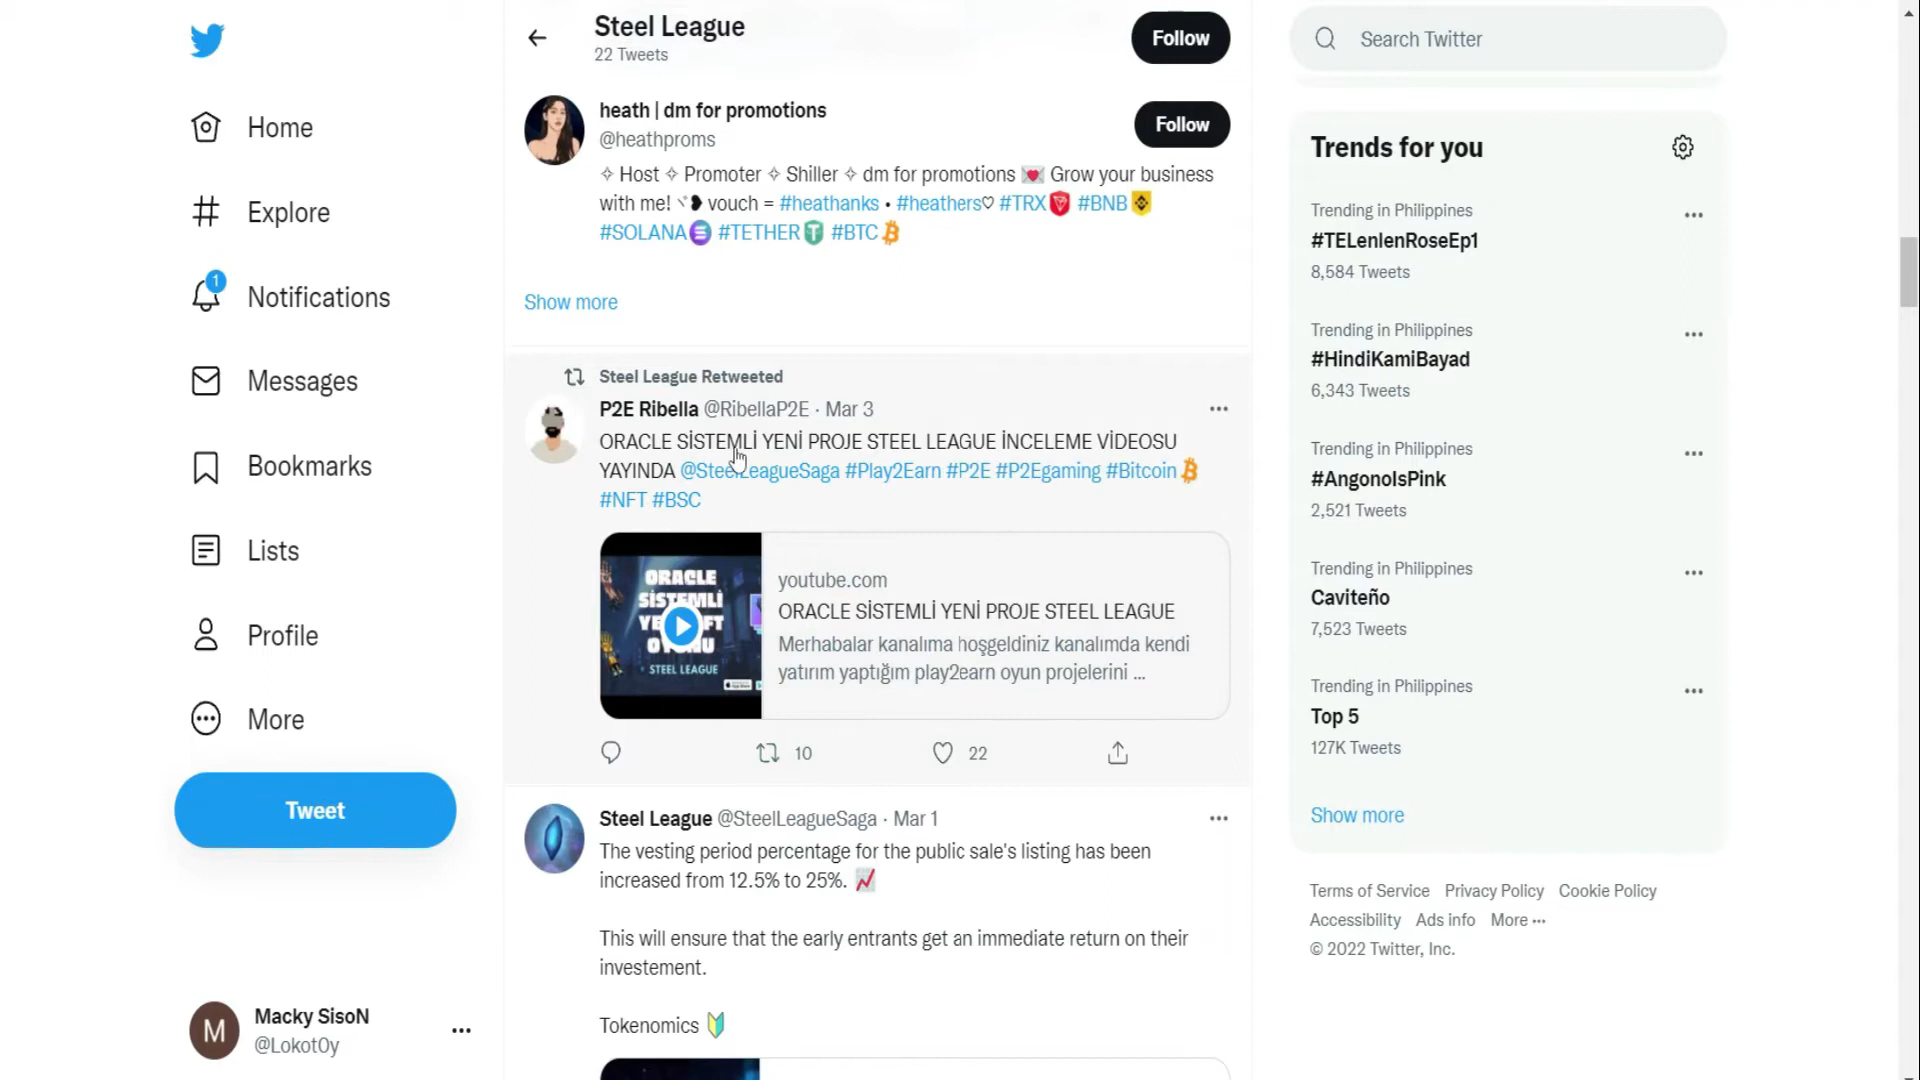 Home
Explore
1
Notifications
Messages
Bookmarks
Lists
Profile
More
Tweet
Macky SisoN
@LokotOy
M
Steel League
22 Tweets
Follow
heath | dm for promotions
@heathproms
Follow
✧ Host ✧ Promoter ✧ Shiller ✧ dm for promotions 💌 Grow your business
with me! vouch = #heathanks • #heathers♡ #TRX #BNB
#SOLANA #TETHER #BTC
Show more
Steel League Retweeted
P2E Ribella @RibellaP2E · Mar 3
ORACLE SİSTEMLİ YENİ PROJE STEEL LEAGUE İNCELEME VİDEOSU
YAYINDA @SteelLeagueSaga #Play2Earn #P2E #P2Egaming #Bitcoin
#NFT #BSC
ORACLE
SİSTEMLİ
STEEL LEAGUE
youtube.com
ORACLE SİSTEMLİ YENİ PROJE STEEL LEAGUE
Merhabalar kanalıma hoşgeldiniz kanalımda kendi
yatırım yaptığım play2earn oyun projelerini ...
10
22
Steel League @SteelLeagueSaga · Mar 1
The vesting period percentage for the public sale's listing has been
increased from 12.5% to 25%. 📈
This will ensure that the early entrants get an immediate return on their
investement.
Tokenomics 🔰
Search Twitter
Trends for you
Trending in Philippines
#TELenlenRoseEp1
8,584 Tweets
Trending in Philippines
#HindiKamiBayad
6,343 Tweets
Trending in Philippines
#AngonoIsPink
2,521 Tweets
Trending in Philippines
Caviteño
7,523 Tweets
Trending in Philippines
Top 5
127K Tweets
Show more
Terms of Service Privacy Policy Cookie Policy
Accessibility Ads info More ···
© 2022 Twitter, Inc.